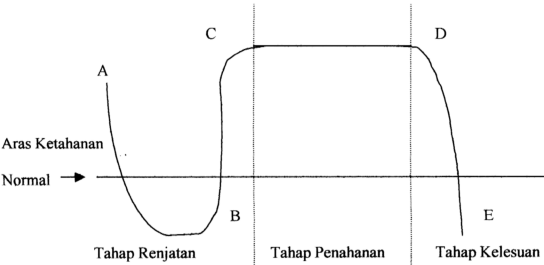 C
D
A
Aras Ketahanan
Normal
B
E
Tahap Renjatan
Tahap Penahanan
Tahap Kelesuan